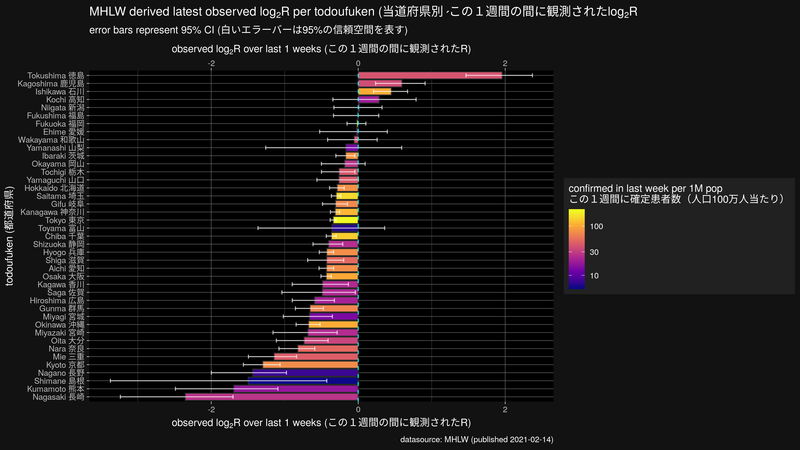 MHLW derived latest observed log₂R per todoufuken (当道府県別 -この１週間の間に観測されたlog₂R
error bars represent 95% CI (白いエラーバーは95%の信頼空間を表す)
observed log₂R over last 1 weeks (この１週間の間に観測されたR)
-2 0 2
todoufuken (都道府県)
Tokushima 徳島
Kagoshima 鹿児島
Ishikawa 石川
Kochi 高知
Niigata 新潟
Fukushima 福島
Fukuoka 福岡
Ehime 愛媛
Wakayama 和歌山
Yamanashi 山梨
Ibaraki 茨城
Okayama 岡山
Tochigi 栃木
Yamaguchi 山口
Hokkaido 北海道
Saitama 埼玉
Gifu 岐阜
Kanagawa 神奈川
Tokyo 東京
Toyama 富山
Chiba 千葉
Shizuoka 静岡
Hyogo 兵庫
Shiga 滋賀
Aichi 愛知
Osaka 大阪
Kagawa 香川
Saga 佐賀
Hiroshima 広島
Gunma 群馬
Miyagi 宮城
Okinawa 沖縄
Miyazaki 宮崎
Oita 大分
Nara 奈良
Mie 三重
Kyoto 京都
Nagano 長野
Shimane 島根
Kumamoto 熊本
Nagasaki 長崎
-2 0 2
observed log₂R over last 1 weeks (この１週間の間に観測されたR)
confirmed in last week per 1M pop
この１週間に確定患者数（人口100万人当たり）
100
30
10
datasource: MHLW (published 2021-02-14)